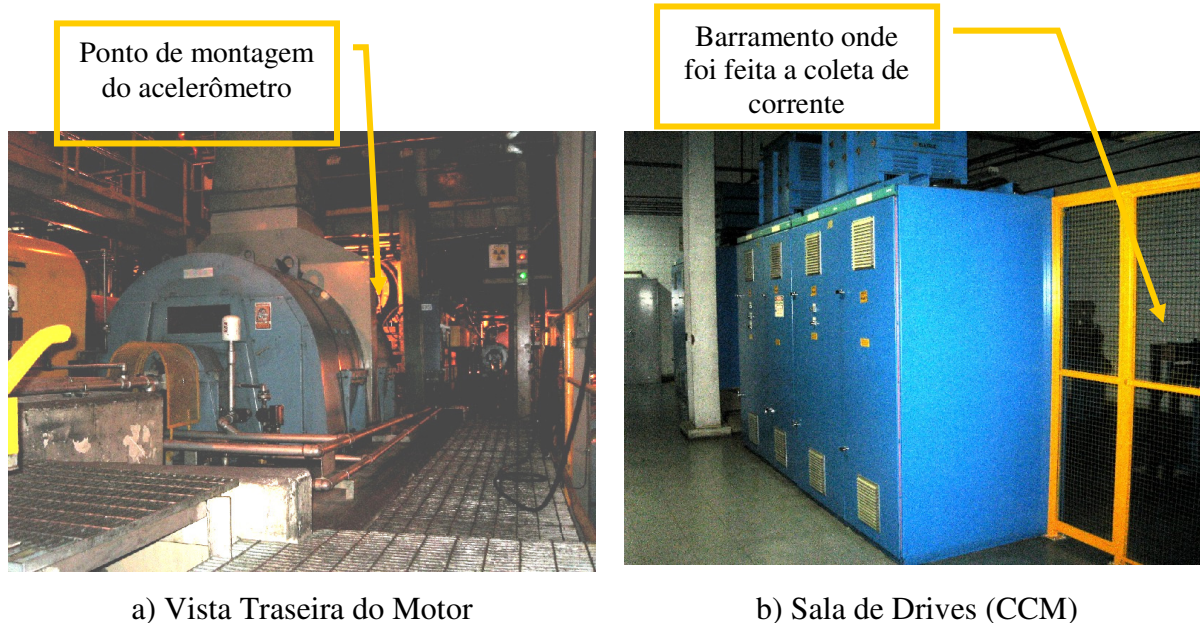 Ponto de montagem
do acelerômetro
Barramento onde
foi feita a coleta de
corrente
a) Vista Traseira do Motor
b) Sala de Drives (CCM)